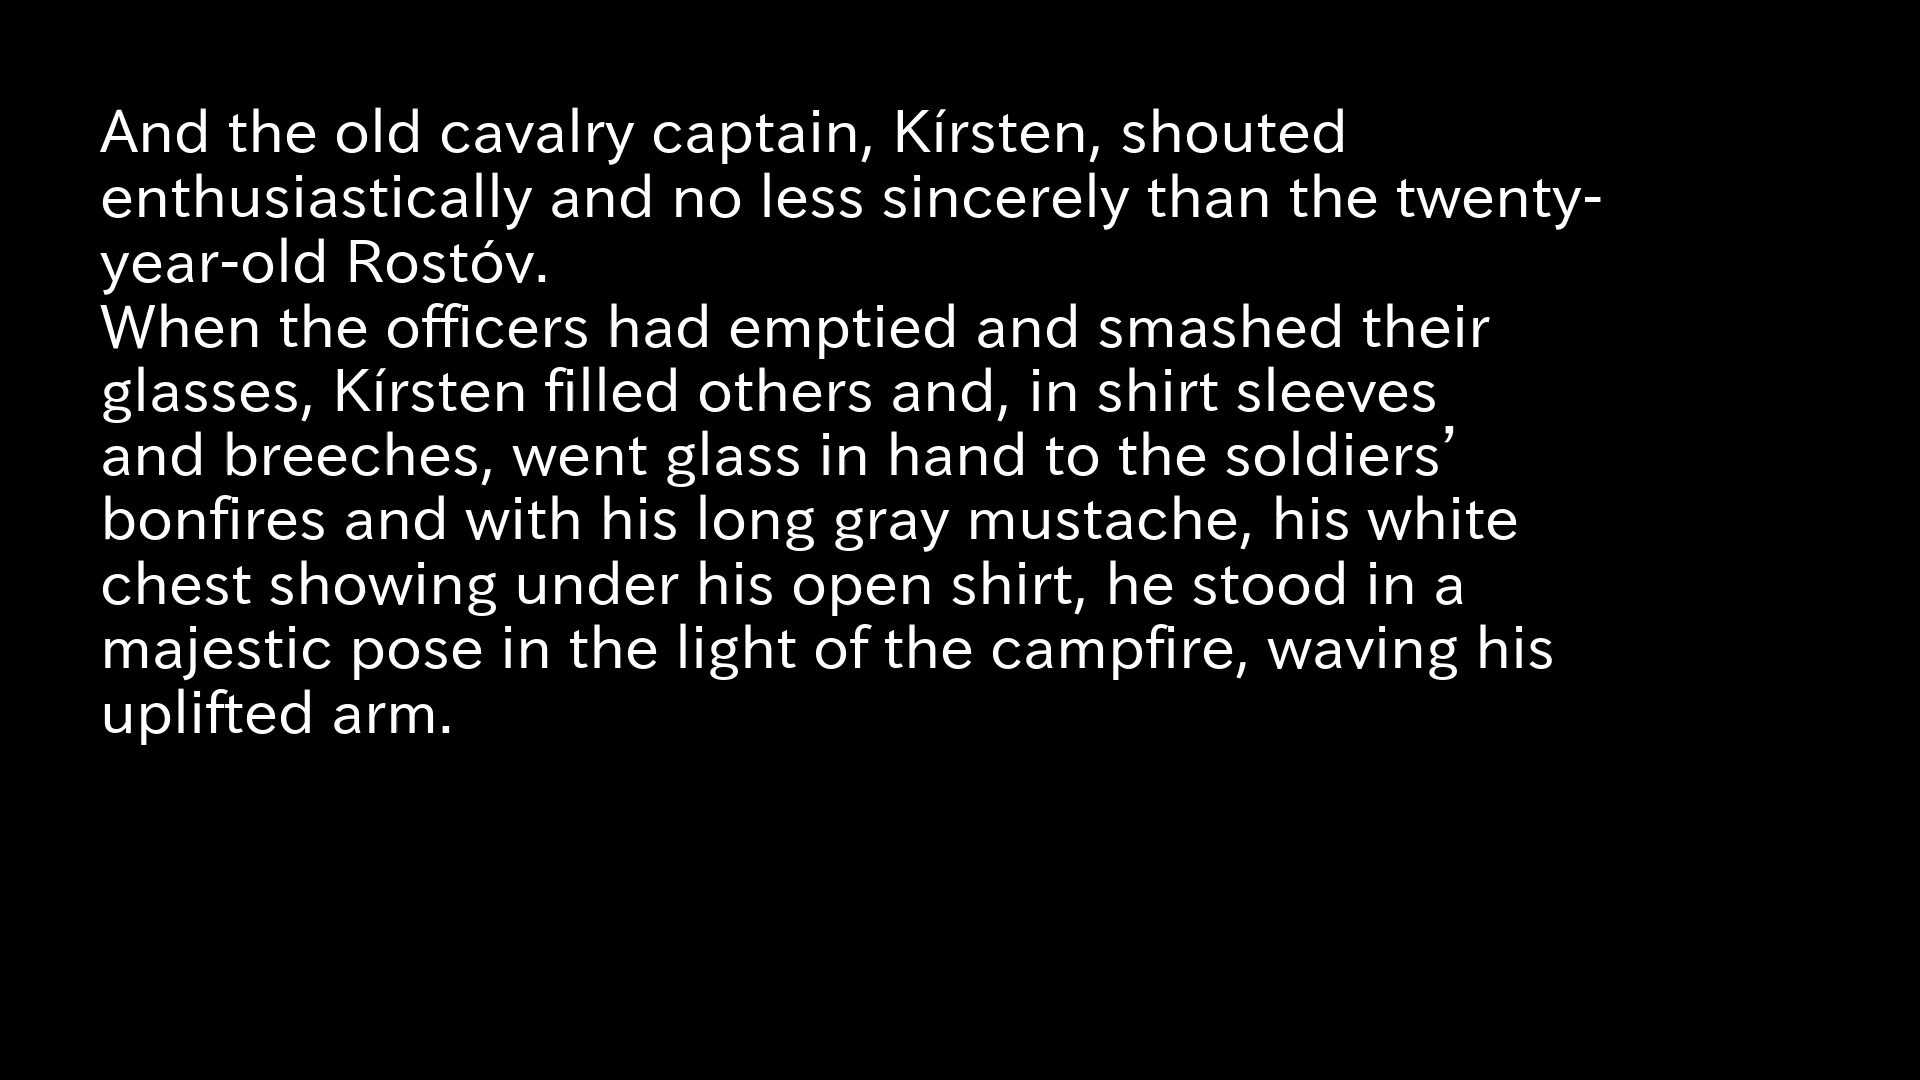 And the old cavalry captain, Kírsten, shouted
enthusiastically and no less sincerely than the twenty-
year-old Rostóv.
When the officers had emptied and smashed their
glasses, Kírsten filled others and, in shirt sleeves
and breeches, went glass in hand to the soldiers’
bonfires and with his long gray mustache, his white
chest showing under his open shirt, he stood in a
majestic pose in the light of the campfire, waving his
uplifted arm.